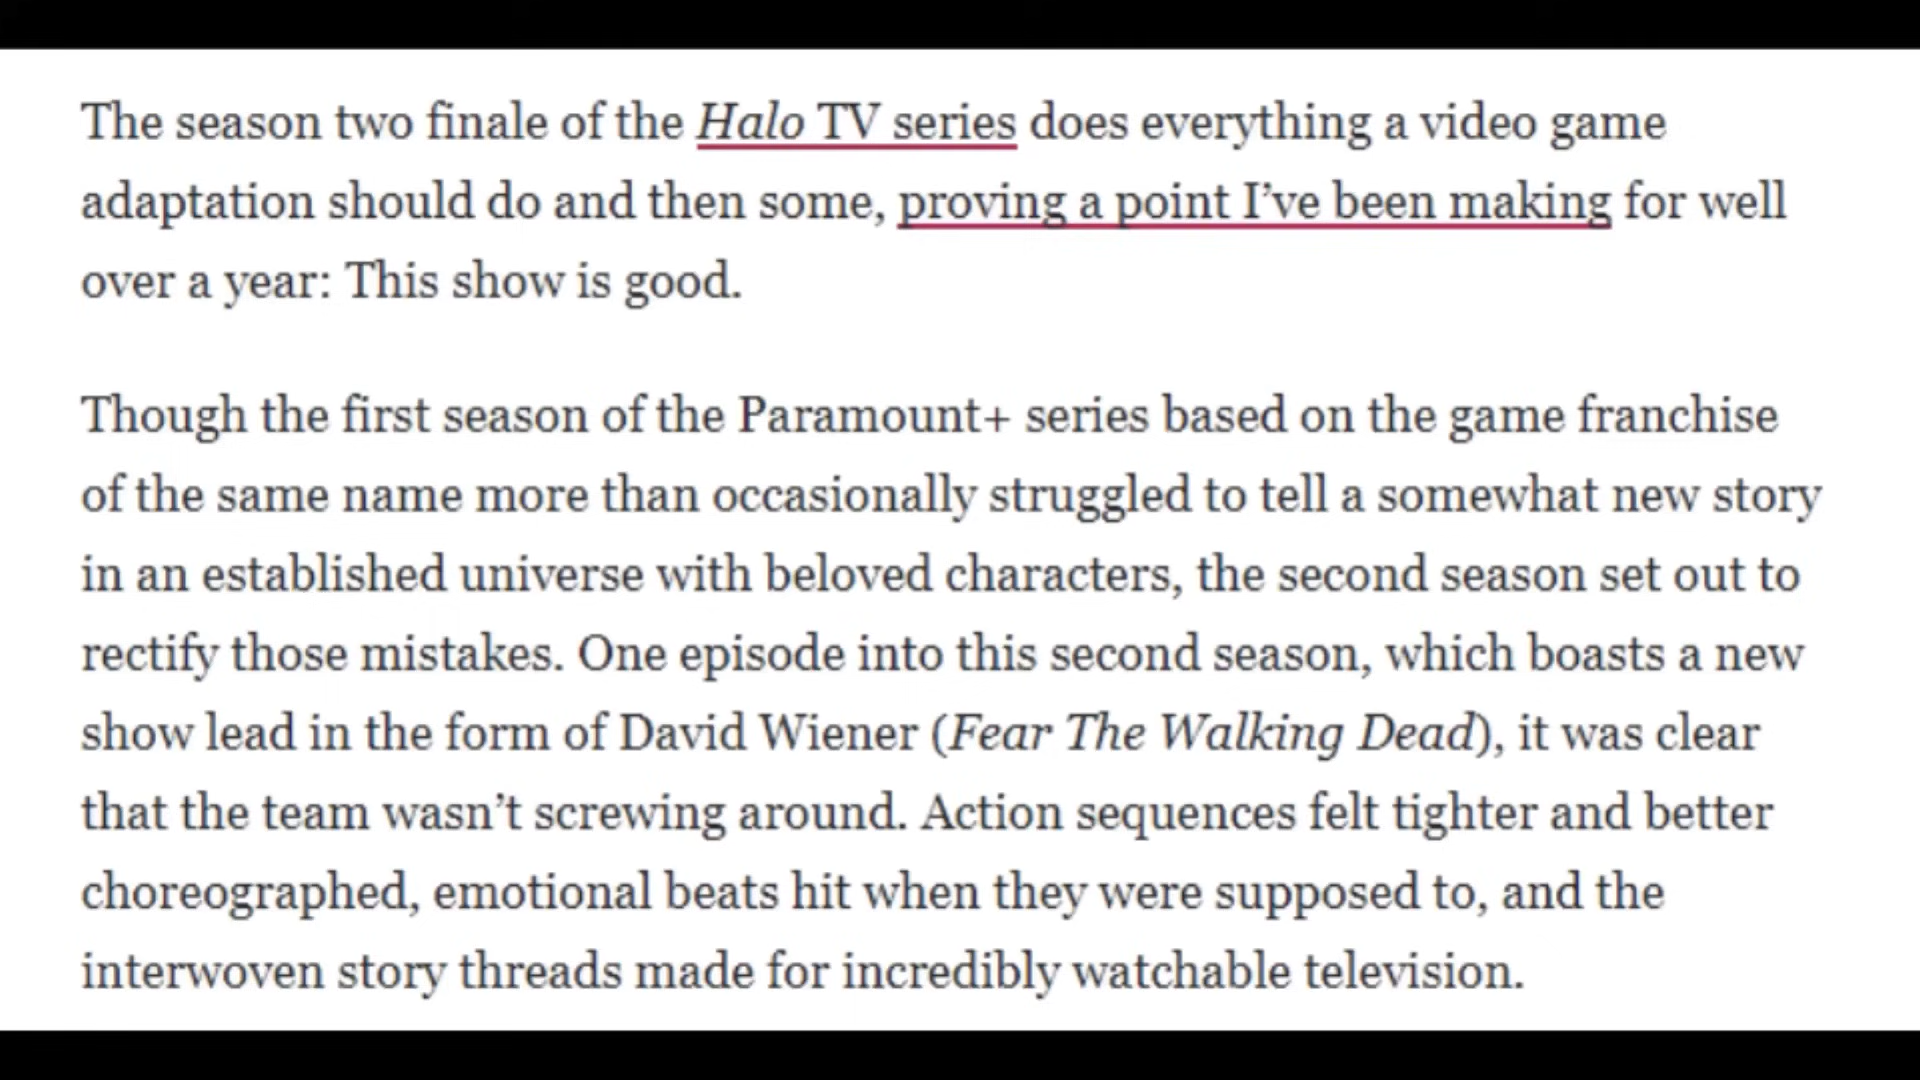 The season two finale of the Halo TV series does everything a video game
adaptation should do and then some, proving a point I’ve been making for well
over a year: This show is good.
Though the first season of the Paramount+ series based on the game franchise
of the same name more than occasionally struggled to tell a somewhat new story
in an established universe with beloved characters, the second season set out to
rectify those mistakes. One episode into this second season, which boasts a new
show lead in the form of David Wiener (Fear The Walking Dead), it was clear
that the team wasn’t screwing around. Action sequences felt tighter and better
choreographed, emotional beats hit when they were supposed to, and the
interwoven story threads made for incredibly watchable television.